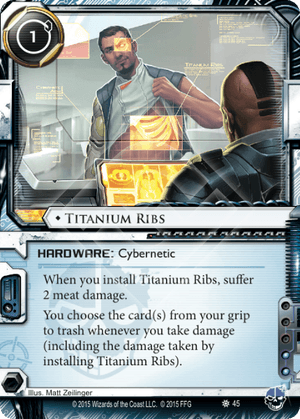 1
• TITANIUM RIBS
HARDWARE: Cybernetic
When you install Titanium Ribs, suffer
2 meat damage.
You choose the card(s) from your grip
to trash whenever you take damage
(including the damage taken by
installing Titanium Ribs).
Illus. Matt Zeilinger
© 2015 Wizards of the Coast LLC. © 2015 FFG
45